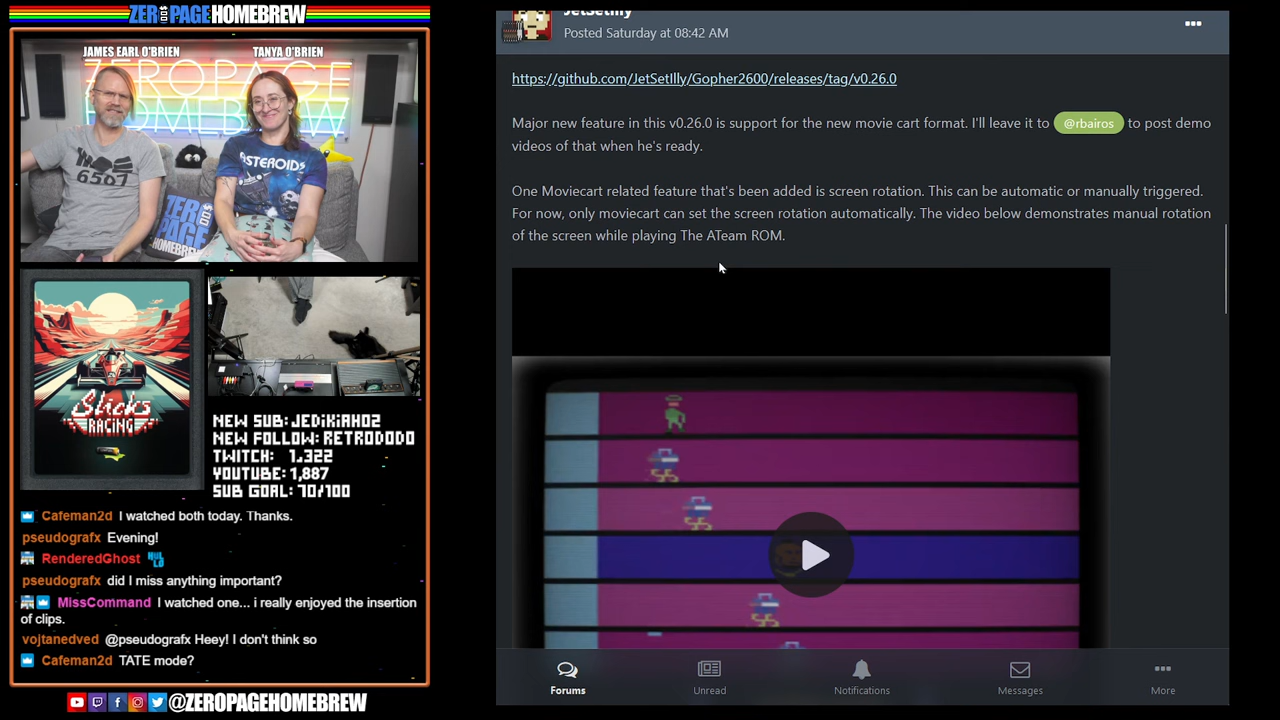 ZEROPAGEHOMEBREW
JAMES EARL O'BRIEN
TANYA O'BRIEN
ZEROPAGE
HOMEBREW
ASTEROIDS
6507
ZERO
PAGE
HOMEBREW
Slicks
RACING
NEW SUB: JEDIKIAH02
NEW FOLLOW: RETRODODO
TWITCH: 1,322
YOUTUBE: 1,887
SUB GOAL: 70/100
Cafeman2d I watched both today. Thanks.
pseudografx Evening!
RenderedGhost
pseudografx did I miss anything important?
MissCommand I watched one... i really enjoyed the insertion
of clips.
vojtanedved @pseudografx Heey! I don't think so
Cafeman2d TATE mode?
@ZEROPAGEHOMEBREW
JetSetIlly
Posted Saturday at 08:42 AM
https://github.com/JetSetIlly/Gopher2600/releases/tag/v0.26.0
Major new feature in this v0.26.0 is support for the new movie cart format. I'll leave it to @rbairos to post demo
videos of that when he's ready.
One Moviecart related feature that's been added is screen rotation. This can be automatic or manually triggered.
For now, only moviecart can set the screen rotation automatically. The video below demonstrates manual rotation
of the screen while playing The ATeam ROM.
Forums
Unread
Notifications
Messages
More